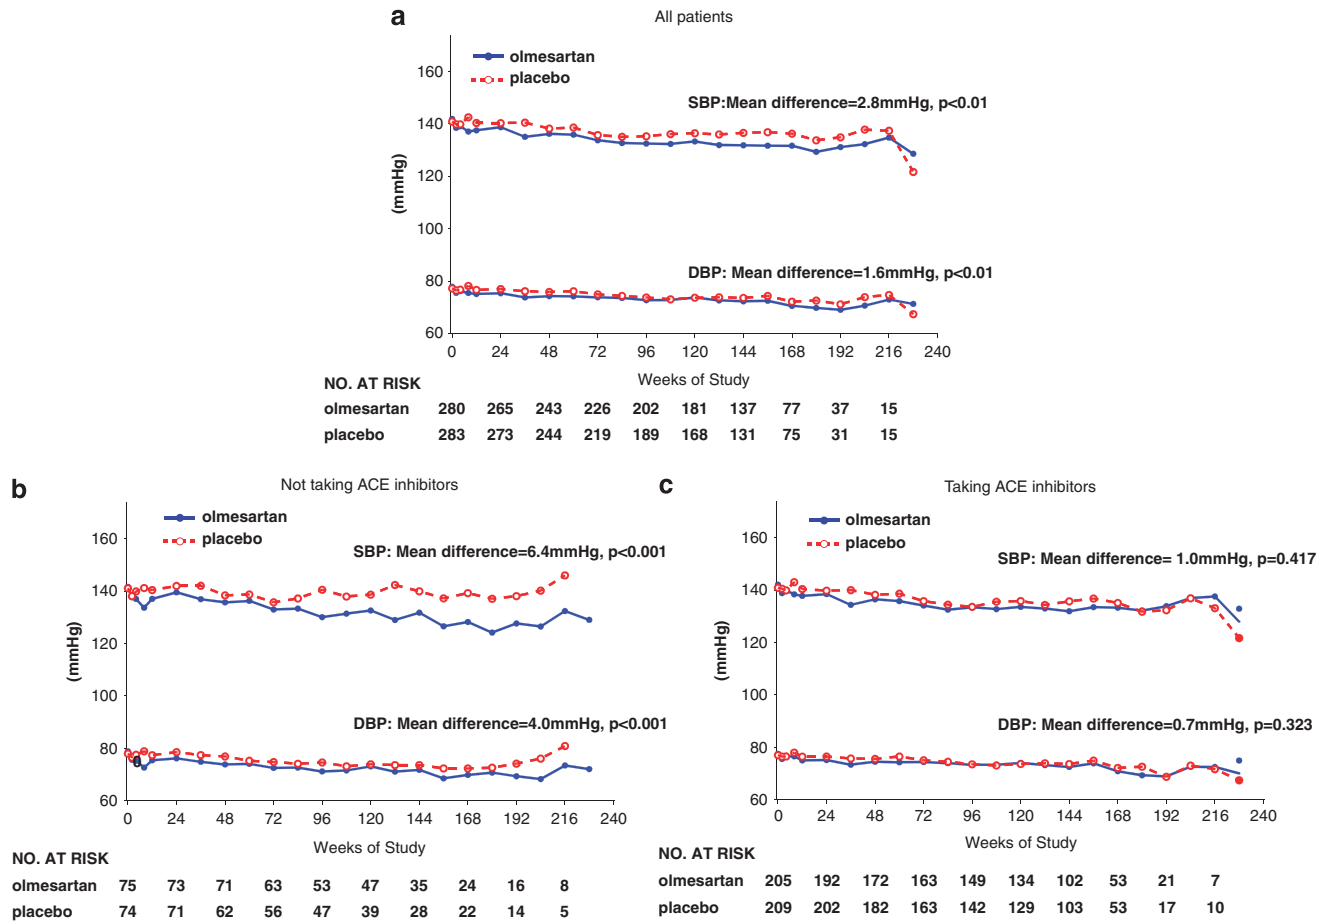 a
All patients
olmesartan
placebo
160
SBP:Mean difference=2.8mmHg, p<0.01
140
120
(mmHg)
100
DBP: Mean difference=1.6mmHg, p<0.01
80
60
0 24 48 72 96 120 144 168 192 216 240
Weeks of Study
NO. AT RISK
olmesartan 280 265 243 226 202 181 137 77 37 15
placebo 283 273 244 219 189 168 131 75 31 15
b
Not taking ACE inhibitors
olmesartan
placebo
160
SBP: Mean difference=6.4mmHg, p<0.001
140
120
(mmHg)
100
DBP: Mean difference=4.0mmHg, p<0.001
80
60
0 24 48 72 96 120 144 168 192 216 240
Weeks of Study
NO. AT RISK
olmesartan 75 73 71 63 53 47 35 24 16 8
placebo 74 71 62 56 47 39 28 22 14 5
c
Taking ACE inhibitors
olmesartan
placebo
160
SBP: Mean difference= 1.0mmHg, p=0.417
140
120
(mmHg)
100
DBP: Mean difference=0.7mmHg, p=0.323
80
60
0 24 48 72 96 120 144 168 192 216 240
Weeks of Study
NO. AT RISK
olmesartan 205 192 172 163 149 134 102 53 21 7
placebo 209 202 182 163 142 129 103 53 17 10